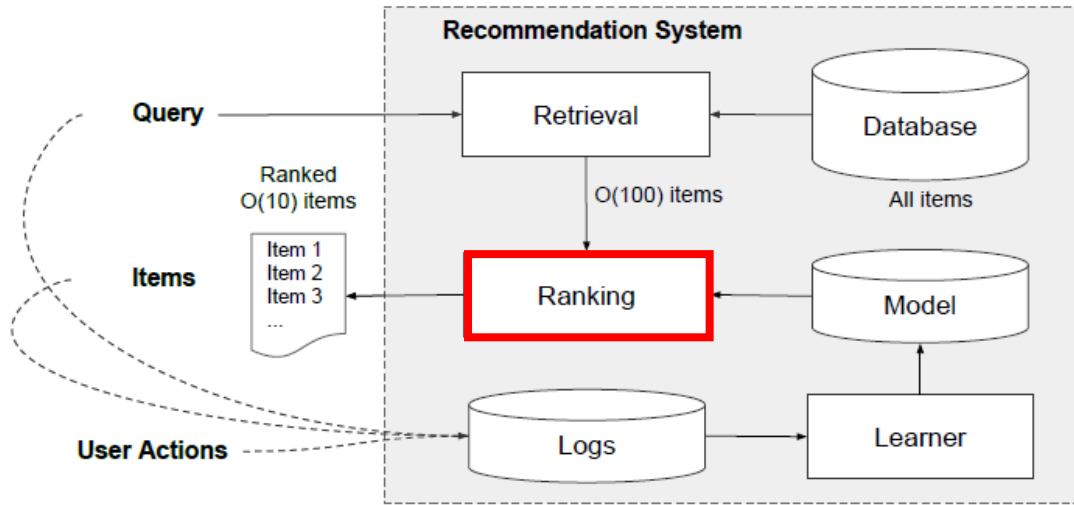 Recommendation System
Query
Retrieval
Database
Ranked
O(10) items
O(100) items
All items
Item 1
Item 2
Item 3
...
Items
Ranking
Model
User Actions
Logs
Learner